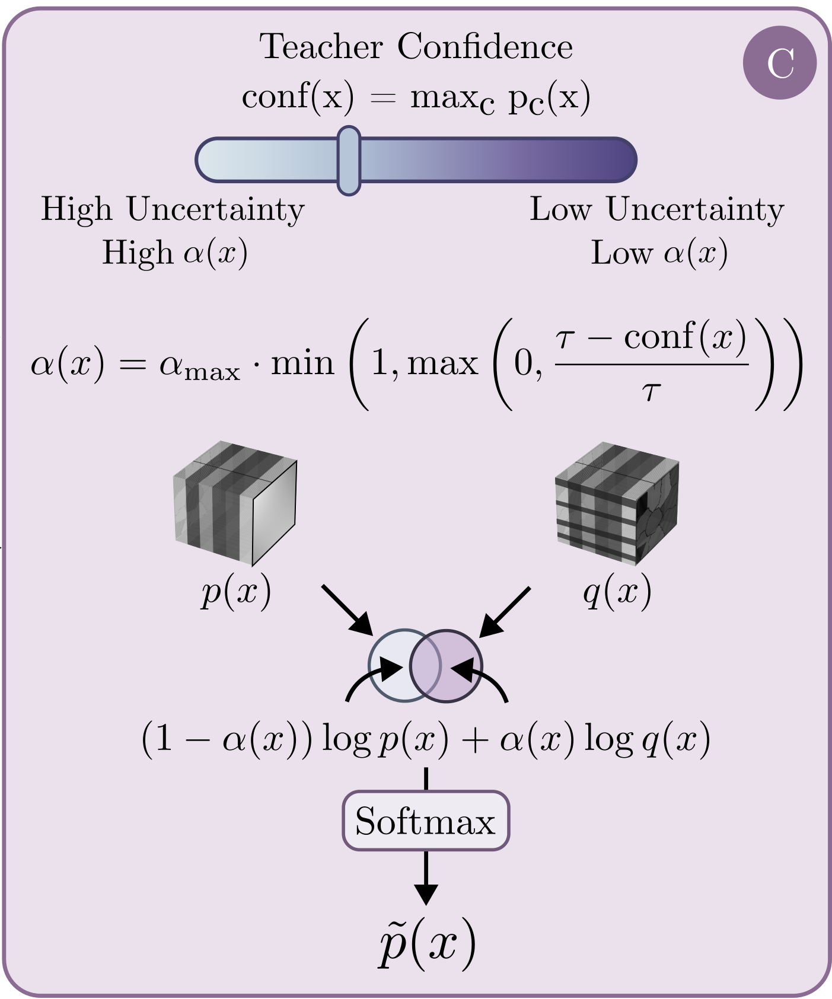 C
Teacher Confidence
conf(x) = max_C p_C(x)
High Uncertainty
High α(x)
Low Uncertainty
Low α(x)
α(x) = α_max · min(1, max(0, (τ − conf(x))/τ))
p(x)
q(x)
(1 − α(x)) log p(x) + α(x) log q(x)
Softmax
p̃(x)